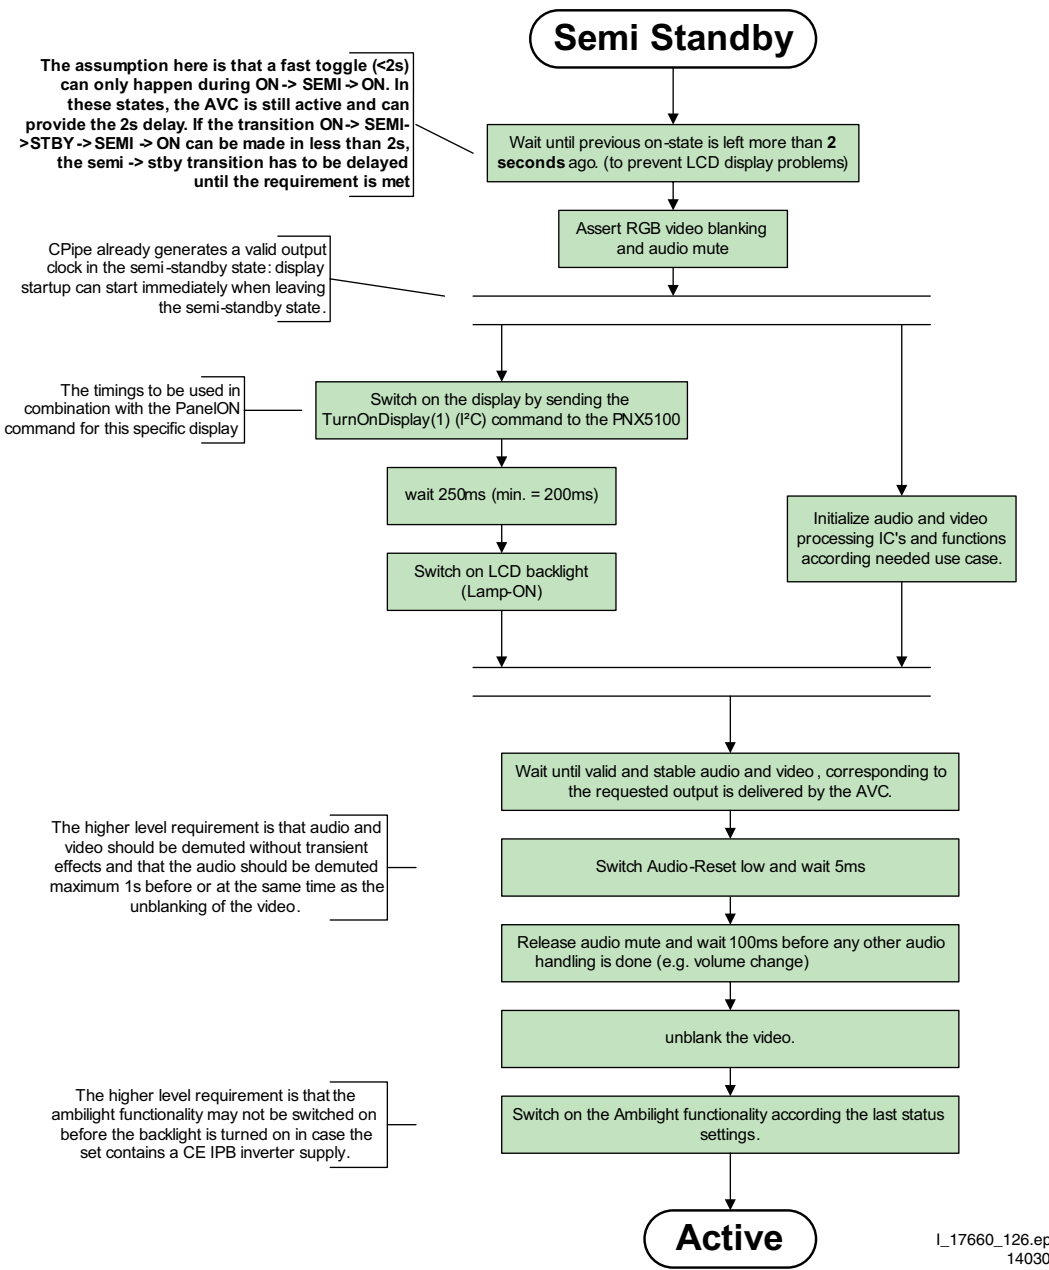 Semi Standby
The assumption here is that a fast toggle (<2s)
can only happen during ON-> SEMI->ON. In
these states, the AVC is still active and can
provide the 2s delay. If the transition ON-> SEMI-
>STBY->SEMI -> ON can be made in less than 2s,
the semi -> stby transition has to be delayed
until the requirement is met
Wait until previous on-state is left more than 2
seconds ago. (to prevent LCD display problems)
Assert RGB video blanking
and audio mute
CPipe already generates a valid output
clock in the semi-standby state: display
startup can start immediately when leaving
the semi-standby state.
The timings to be used in
combination with the PanelON
command for this specific display
Switch on the display by sending the
TurnOnDisplay(1) (I²C) command to the PNX5100
wait 250ms (min. = 200ms)
Switch on LCD backlight
(Lamp-ON)
Initialize audio and video
processing IC's and functions
according needed use case.
Wait until valid and stable audio and video, corresponding to
the requested output is delivered by the AVC.
The higher level requirement is that audio and
video should be demuted without transient
effects and that the audio should be demuted
maximum 1s before or at the same time as the
unblanking of the video.
Switch Audio-Reset low and wait 5ms
Release audio mute and wait 100ms before any other audio
handling is done (e.g. volume change)
unblank the video.
The higher level requirement is that the
ambilight functionality may not be switched on
before the backlight is turned on in case the
set contains a CE IPB inverter supply.
Switch on the Ambilight functionality according the last status
settings.
Active
I_17660_126.ep
14030